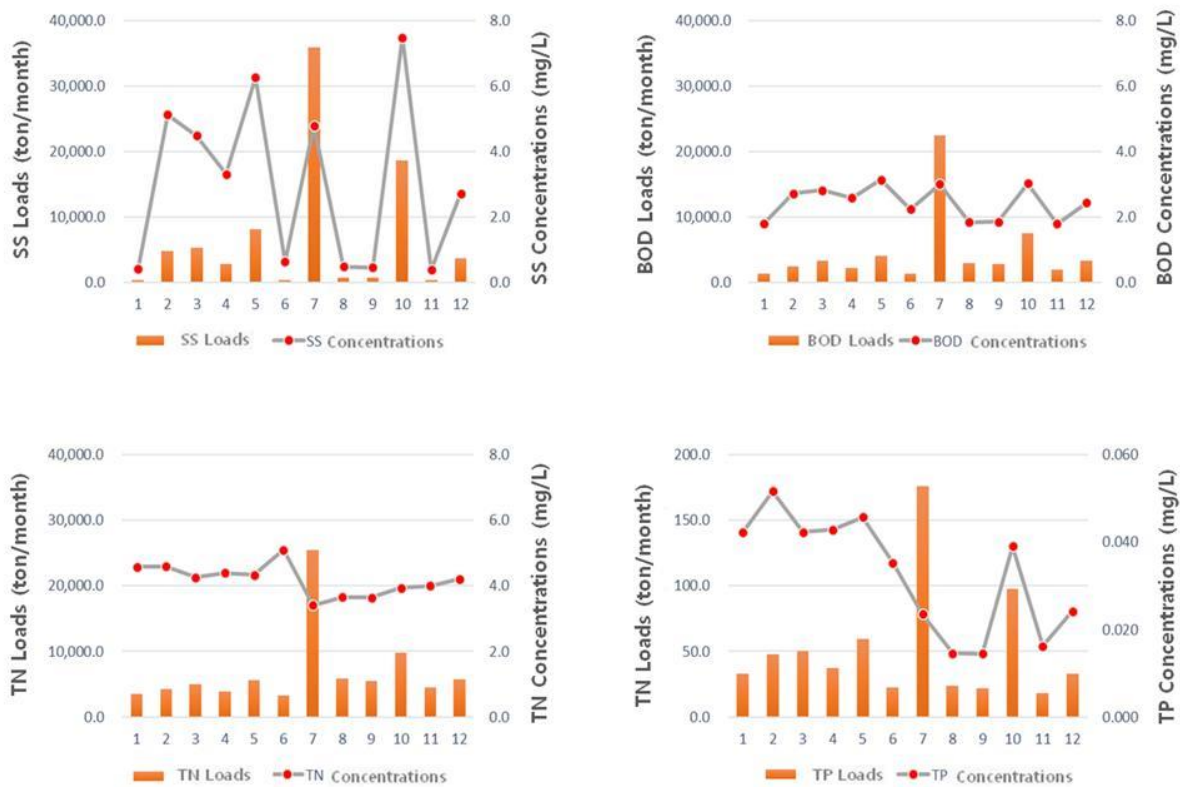 40,000.0
30,000.0
20,000.0
10,000.0
0.0
SS Loads (ton/month)
8.0
6.0
4.0
2.0
0.0
SS Concentrations (mg/L)
1 2 3 4 5 6 7 8 9 10 11 12
SS Loads SS Concentrations
40,000.0
30,000.0
20,000.0
10,000.0
0.0
BOD Loads (ton/month)
8.0
6.0
4.0
2.0
0.0
BOD Concentrations (mg/L)
1 2 3 4 5 6 7 8 9 10 11 12
BOD Loads BOD Concentrations
40,000.0
30,000.0
20,000.0
10,000.0
0.0
TN Loads (ton/month)
8.0
6.0
4.0
2.0
0.0
TN Concentrations (mg/L)
1 2 3 4 5 6 7 8 9 10 11 12
TN Loads TN Concentrations
200.0
150.0
100.0
50.0
0.0
TN Loads (ton/month)
0.060
0.040
0.020
0.000
TP Concentrations (mg/L)
1 2 3 4 5 6 7 8 9 10 11 12
TP Loads TP Concentrations